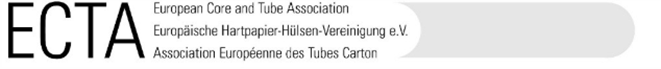 ECTA
European Core and Tube Association
Europäische Hartpapier-Hülsen-Vereinigung e.V.
Association Européenne des Tubes Carton